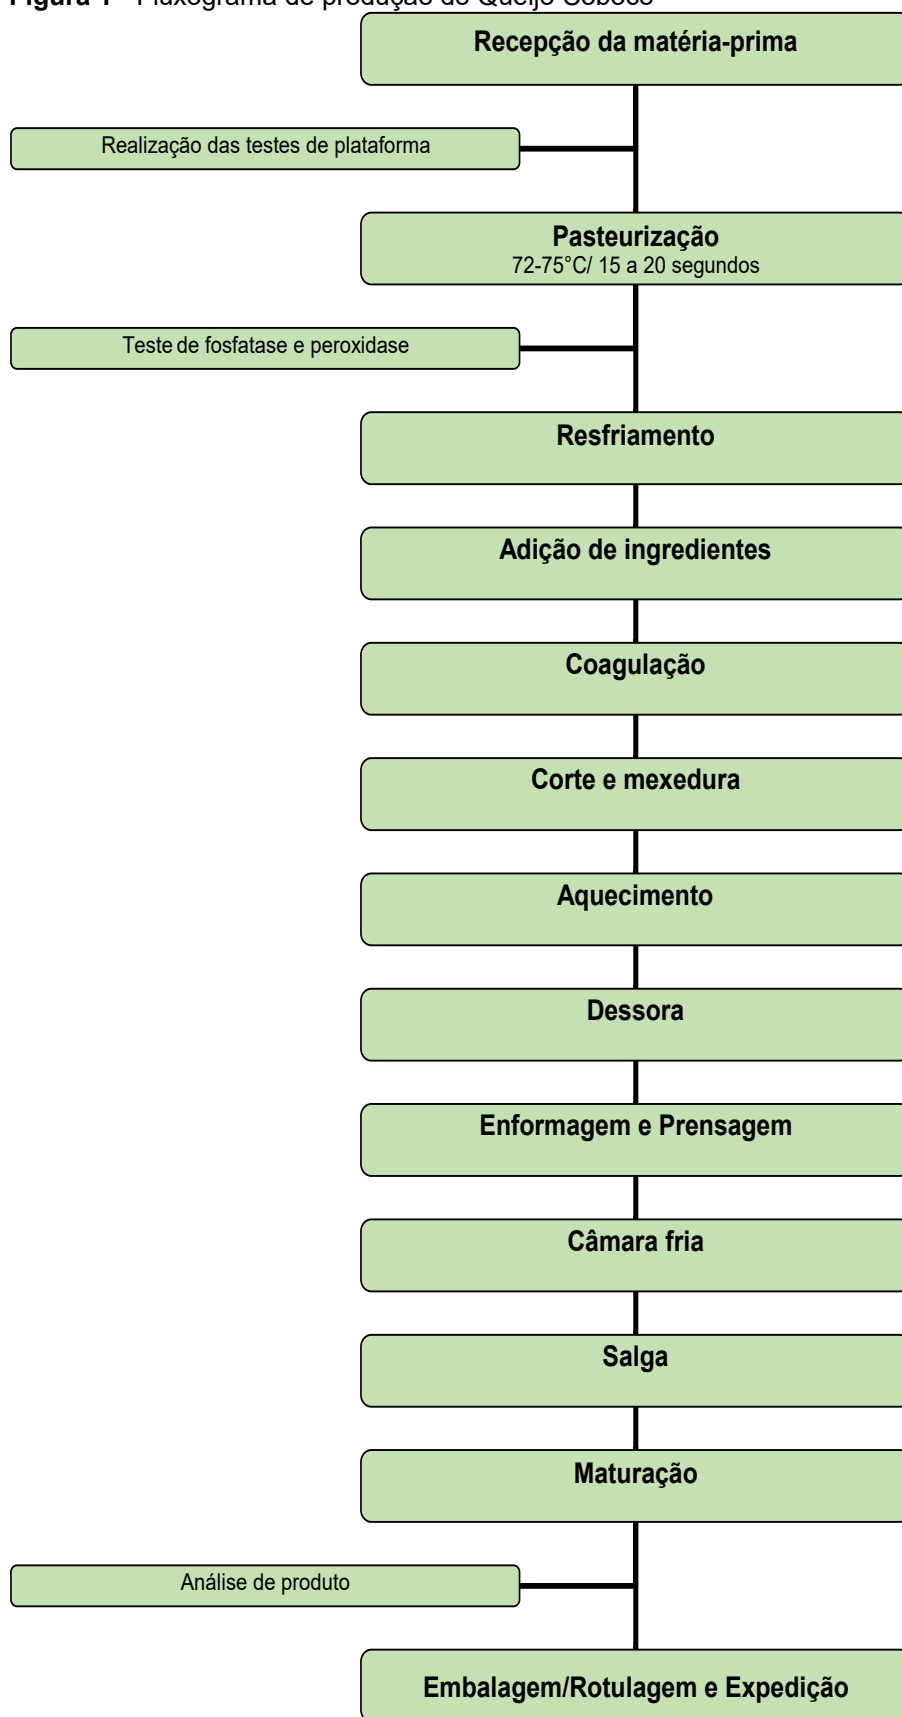 Figura 1 - Fluxograma de produção do Queijo Coboco
Recepção da matéria-prima
Realização das testes de plataforma
Pasteurização
72-75°C/ 15 a 20 segundos
Teste de fosfatase e peroxidase
Resfriamento
Adição de ingredientes
Coagulação
Corte e mexedura
Aquecimento
Dessora
Enformagem e Prensagem
Câmara fria
Salga
Maturação
Análise de produto
Embalagem/Rotulagem e Expedição